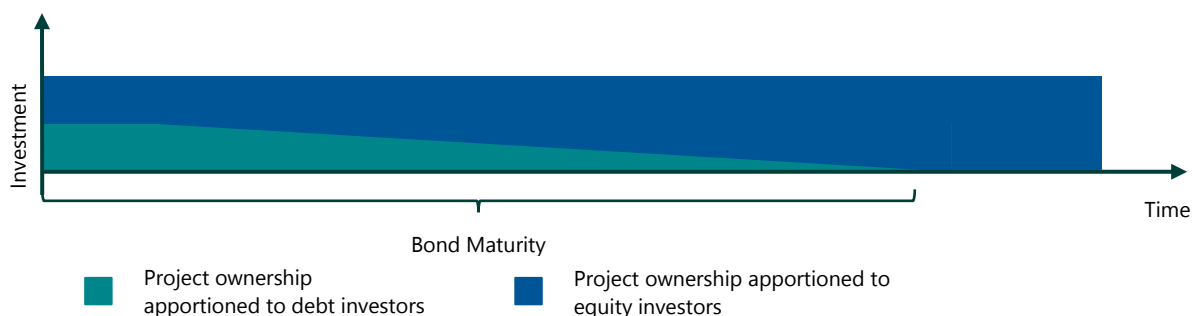 Investment
Time
Bond Maturity
Project ownership
apportioned to debt investors
Project ownership apportioned to
equity investors